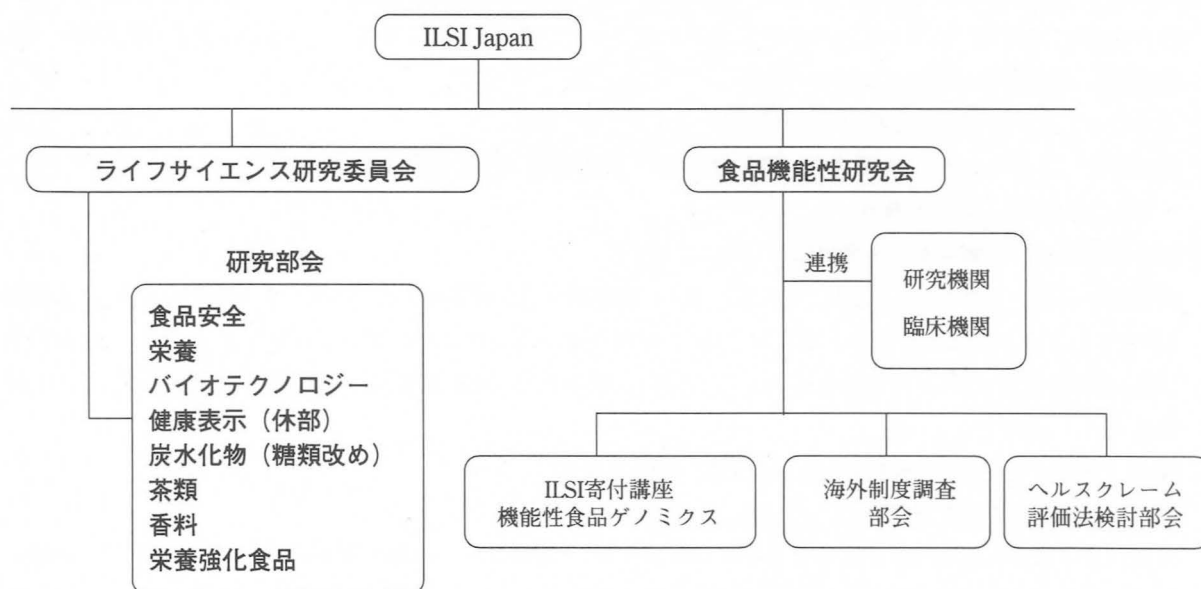 ILSI Japan
ライフサイエンス研究委員会
食品機能性研究会
研究部会
食品安全
栄養
バイオテクノロジー
健康表示（休部）
炭水化物（糖類改め）
茶類
香料
栄養強化食品
連携
研究機関
臨床機関
ILSI寄付講座
機能性食品ゲノミクス
海外制度調査
部会
ヘルスクレーム
評価法検討部会